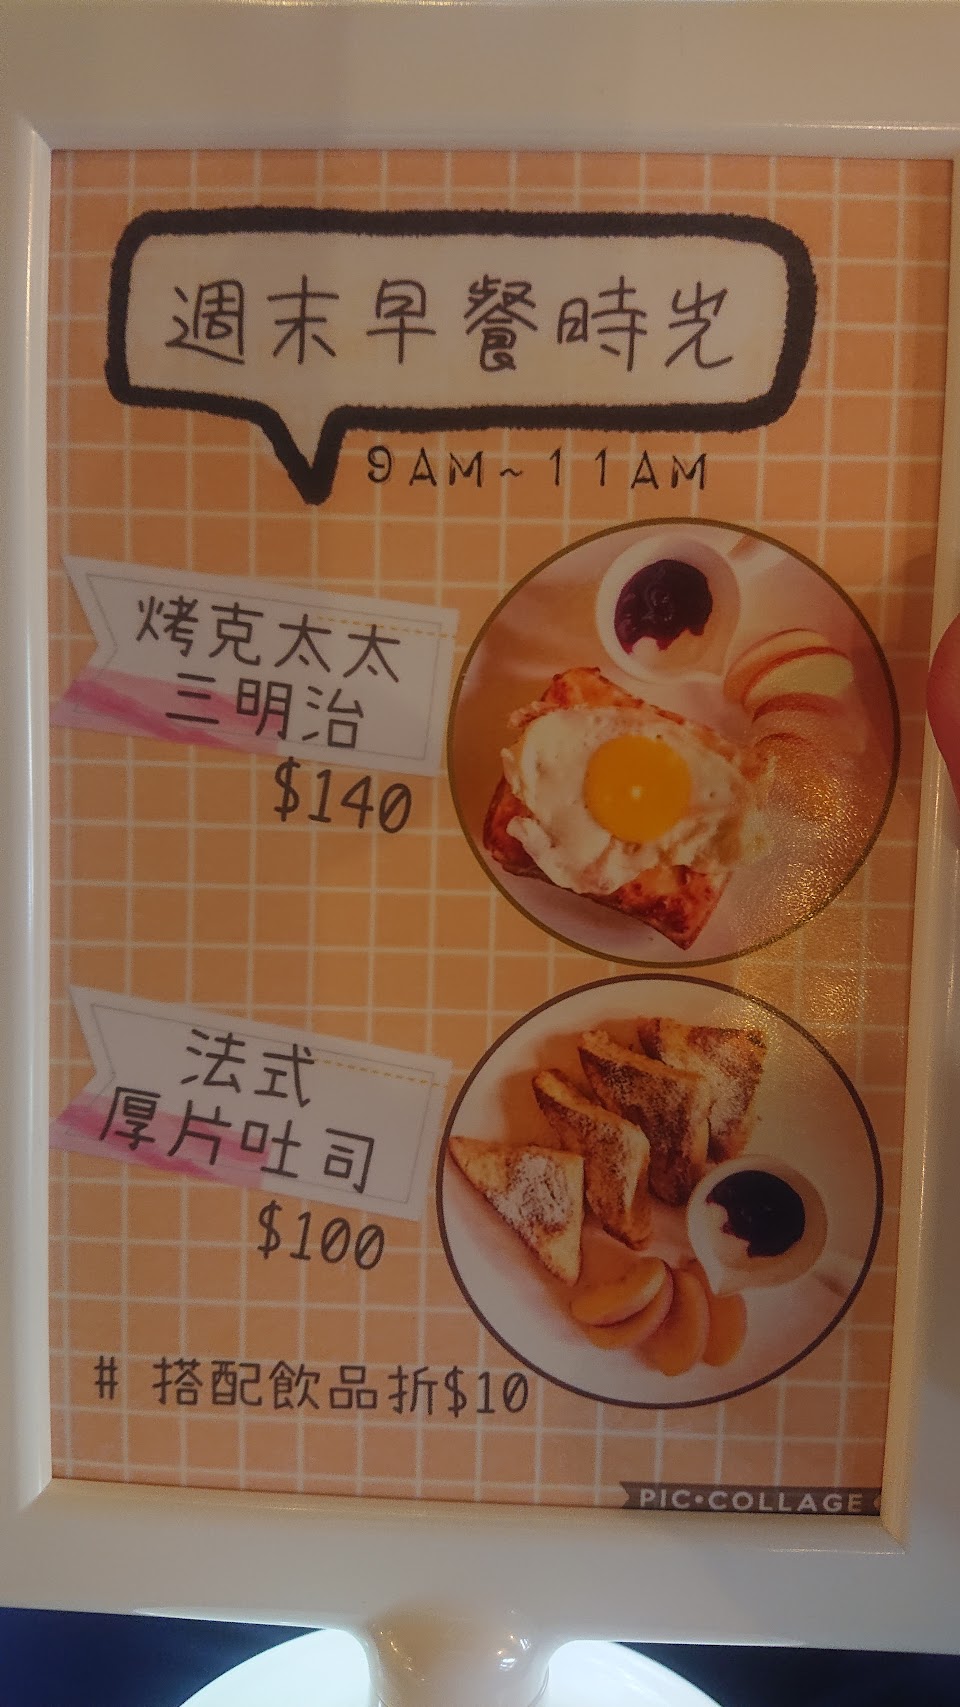 週末早餐時光
9AM~11AM
烤克太太
三明治
$140
法式
厚片吐司
$100
# 搭配飲品折$10
PIC•COLLAGE